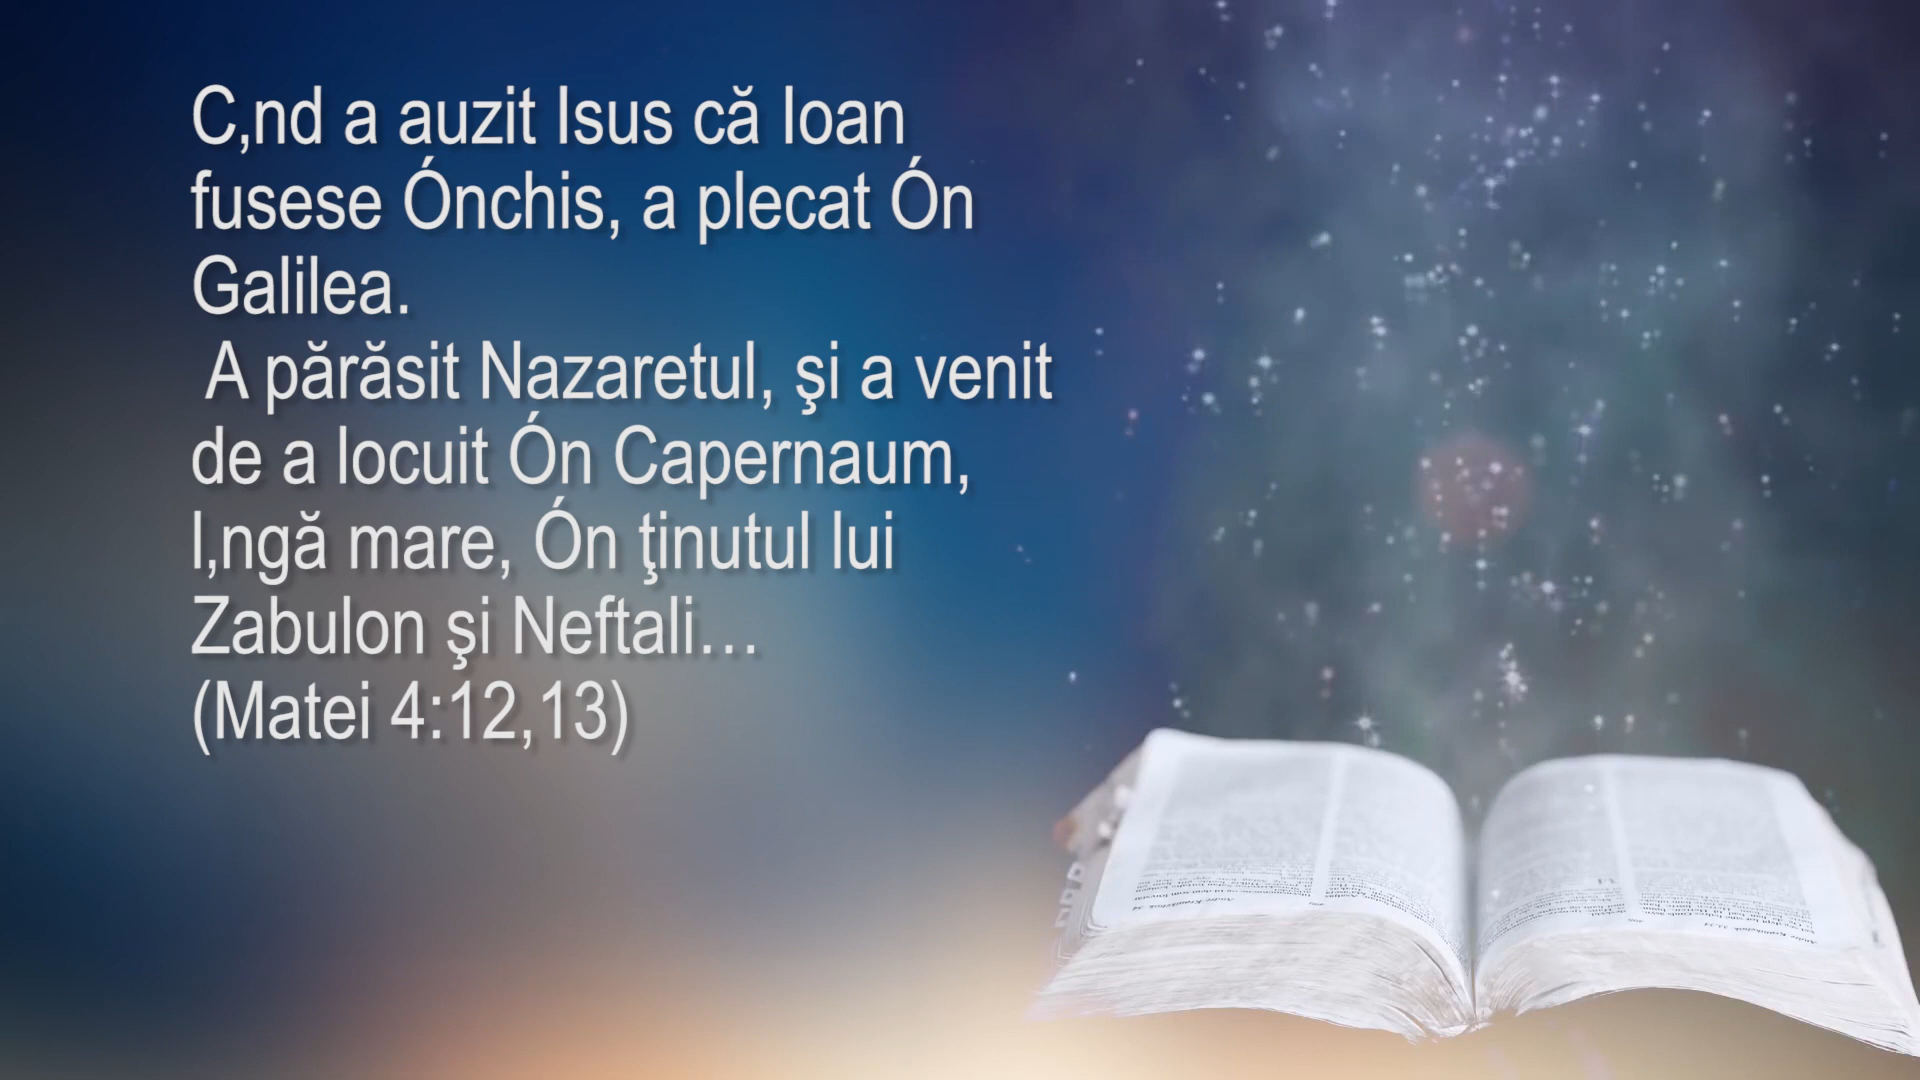 C,nd a auzit Isus că Ioan
fusese Ónchis, a plecat Ón
Galilea.
A părăsit Nazaretul, şi a venit
de a locuit Ón Capernaum,
l,ngă mare, Ón ţinutul lui
Zabulon şi Neftali…
(Matei 4:12,13)